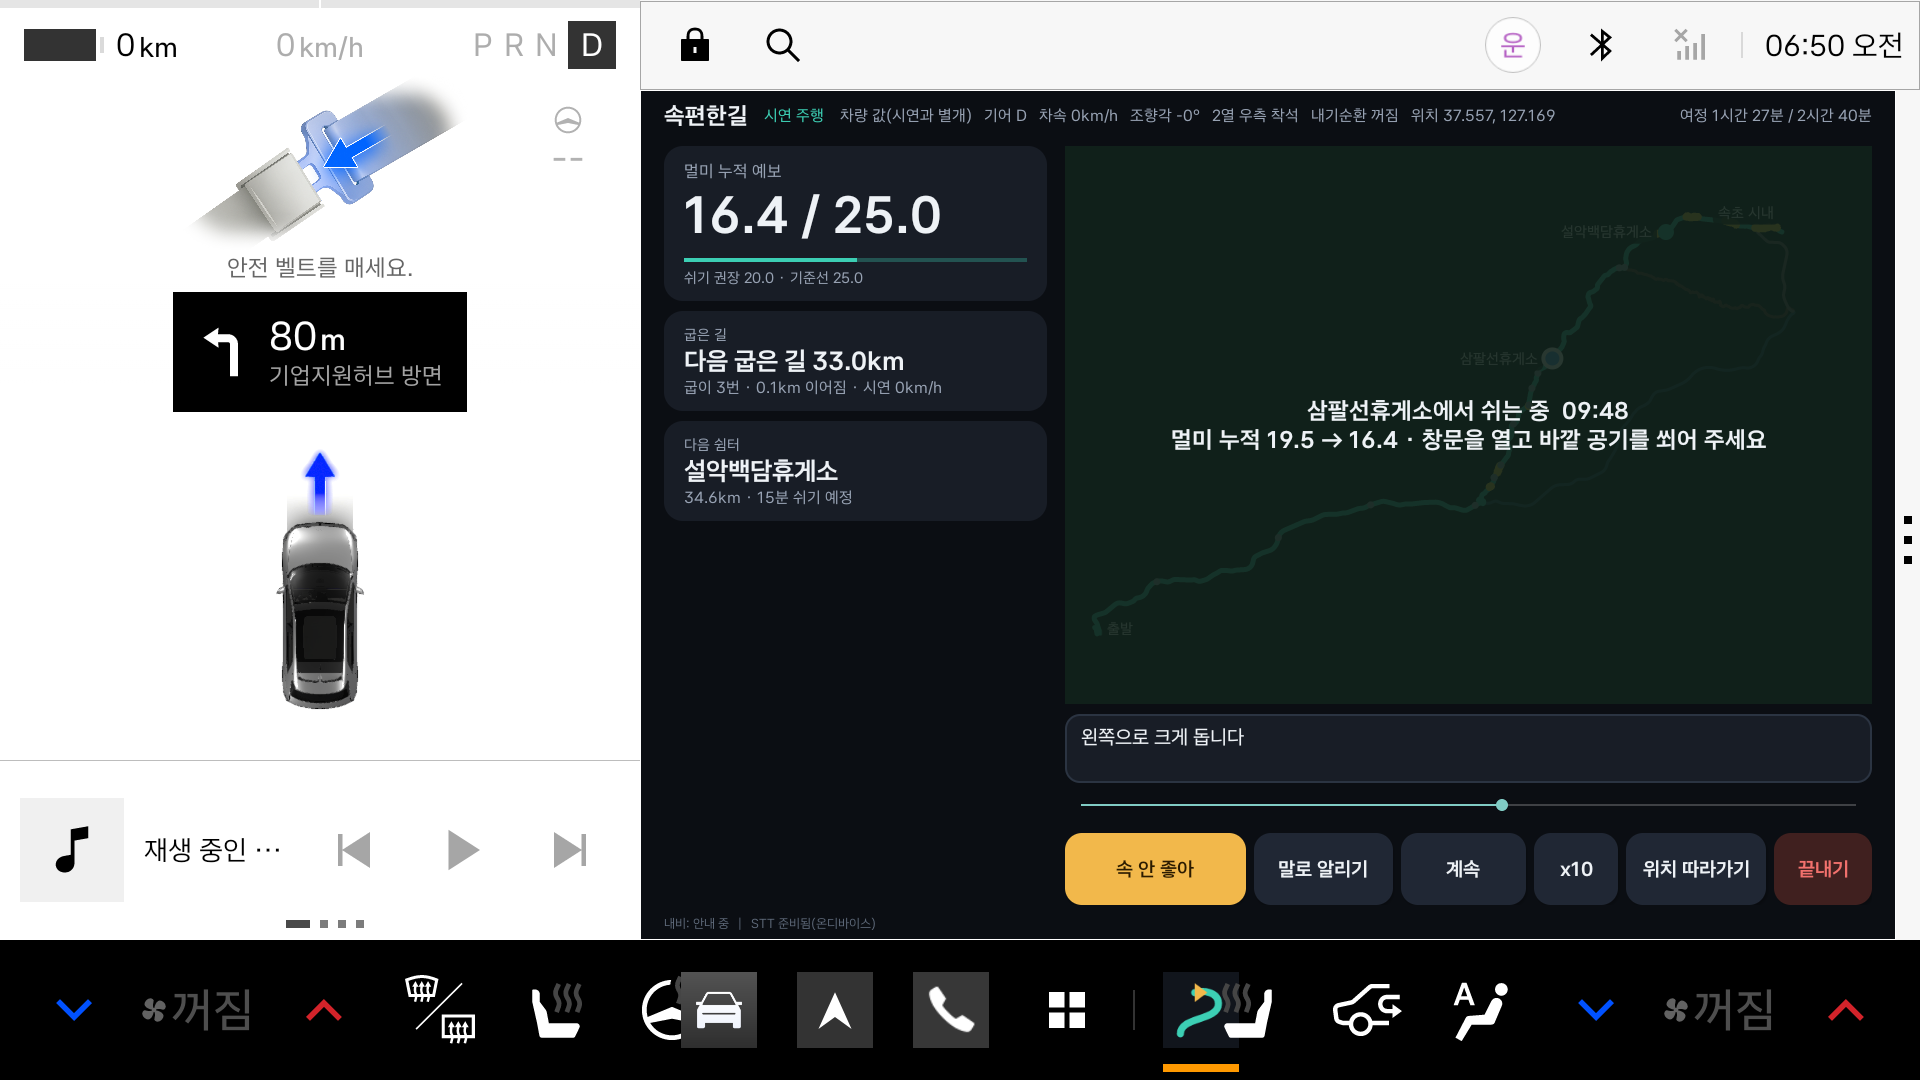 0 km
0 km/h
P R N D
안전 벨트를 매세요.
80 m
기업지원허브 방면
재생 중인 ···
운
06:50 오전
속편한길 시연 주행 차량 값(시연과 별개) 기어 D 차속 0km/h 조향각 -0° 2열 우측 착석 내기순환 꺼짐 위치 37.557, 127.169 여정 1시간 27분 / 2시간 40분
멀미 누적 예보
16.4 / 25.0
쉬기 권장 20.0 · 기준선 25.0
굽은 길
다음 굽은 길 33.0km
굽이 3번 · 0.1km 이어짐 · 시연 0km/h
다음 쉼터
설악백담휴게소
34.6km · 15분 쉬기 예정
속초 시내
설악백담휴게소
삼팔선휴게소
삼팔선휴게소에서 쉬는 중 09:48
멀미 누적 19.5 → 16.4 · 창문을 열고 바깥 공기를 쐬어 주세요
출발
왼쪽으로 크게 돕니다
속 안 좋아 말로 알리기 계속 x10 위치 따라가기 끝내기
내비: 안내 중 | STT 준비됨(온디바이스)
꺼짐
A
꺼짐